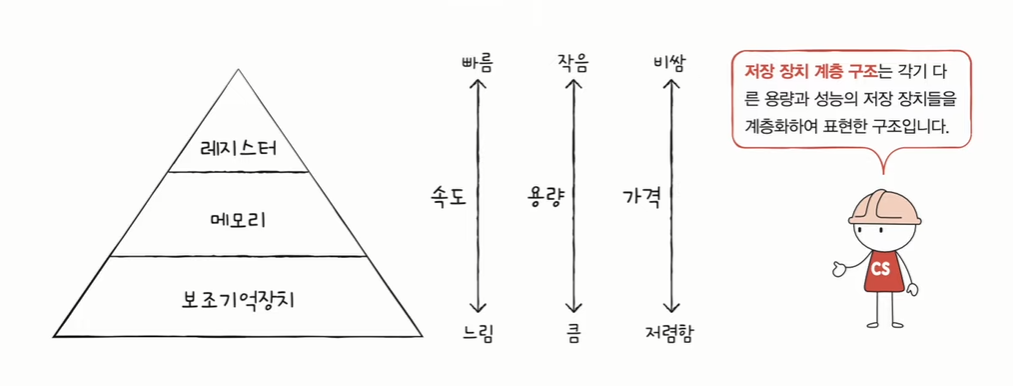 레지스터
메모리
보조기억장치
빠름
속도
느림
작음
용량
큼
비쌈
가격
저렴함
저장 장치 계층 구조는 각기 다
른 용량과 성능의 저장 장치들을
계층화하여 표현한 구조입니다.
CS